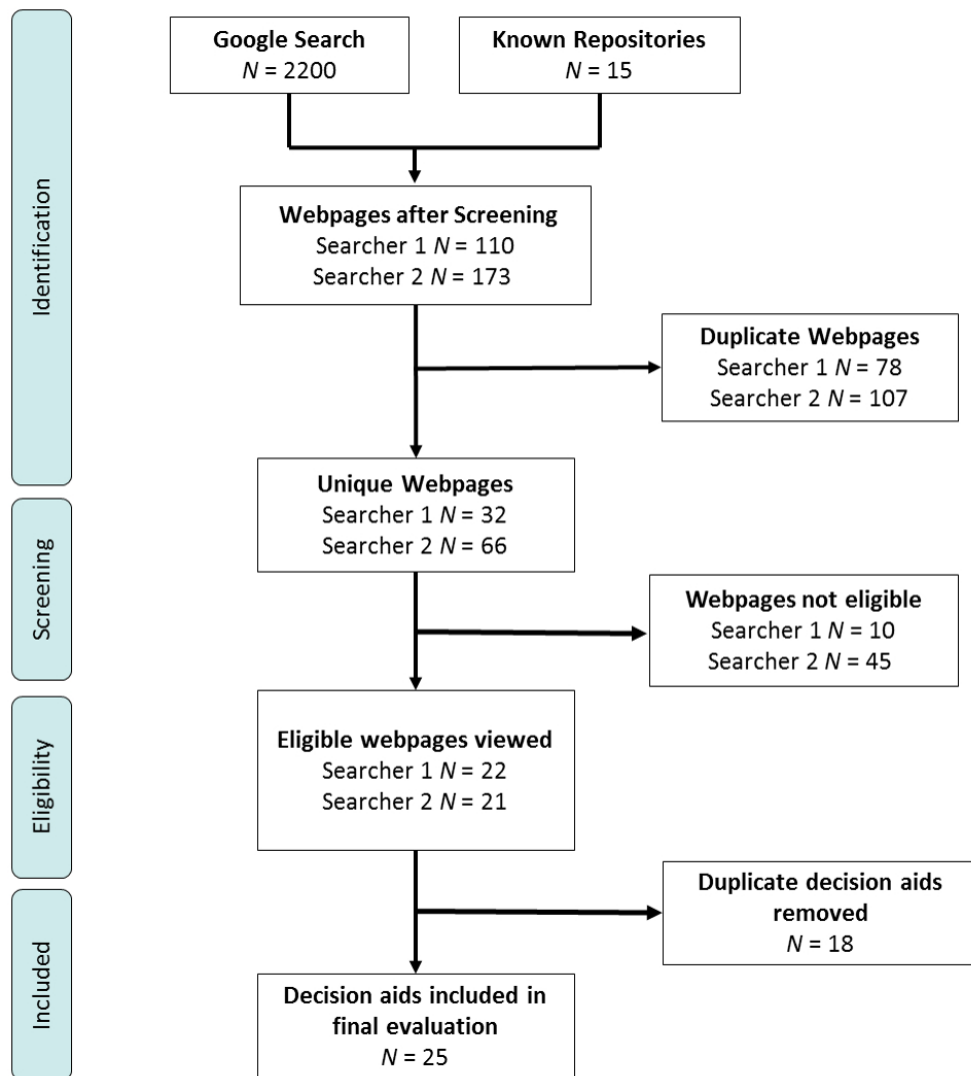 Google Search
N = 2200
Known Repositories
N = 15
Identification
Webpages after Screening
Searcher 1 N = 110
Searcher 2 N = 173
Duplicate Webpages
Searcher 1 N = 78
Searcher 2 N = 107
Unique Webpages
Searcher 1 N = 32
Searcher 2 N = 66
Screening
Webpages not eligible
Searcher 1 N = 10
Searcher 2 N = 45
Eligibility
Eligible webpages viewed
Searcher 1 N = 22
Searcher 2 N = 21
Duplicate decision aids
removed
N = 18
Included
Decision aids included in
final evaluation
N = 25